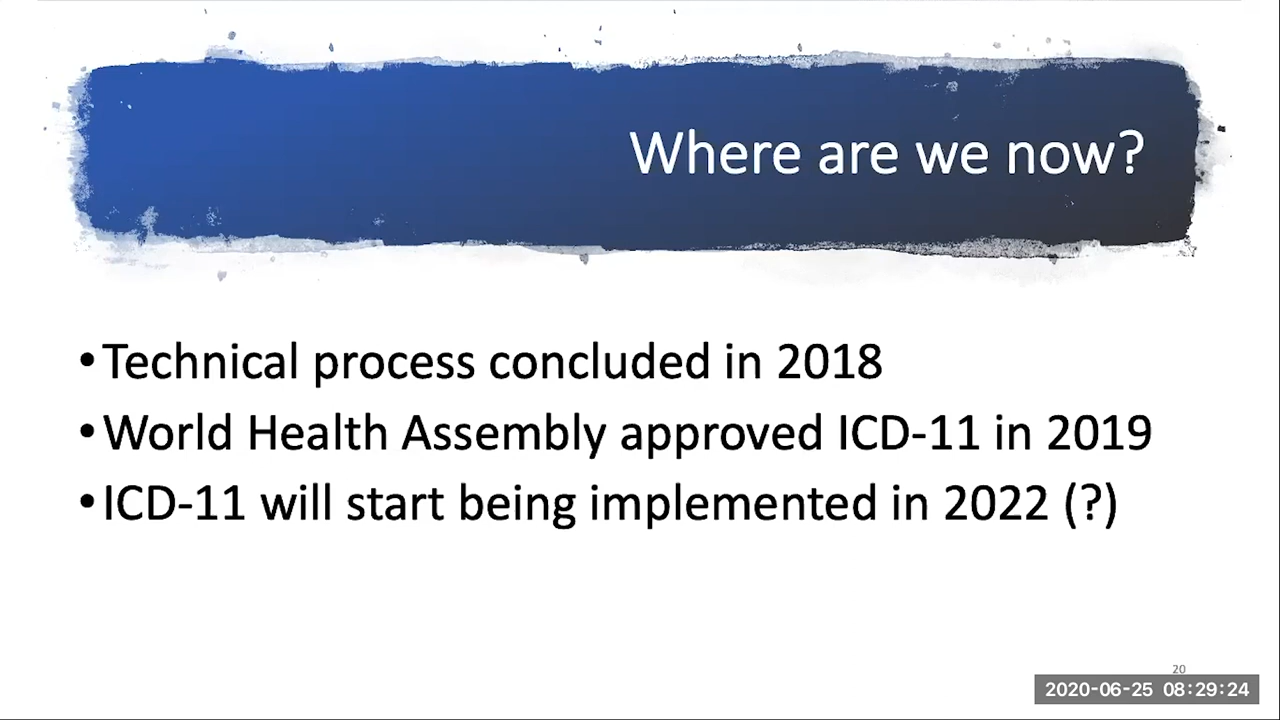 Where are we now?
•Technical process concluded in 2018
•World Health Assembly approved ICD-11 in 2019
•ICD-11 will start being implemented in 2022 (?)
20
2020-06-25 08:29:24